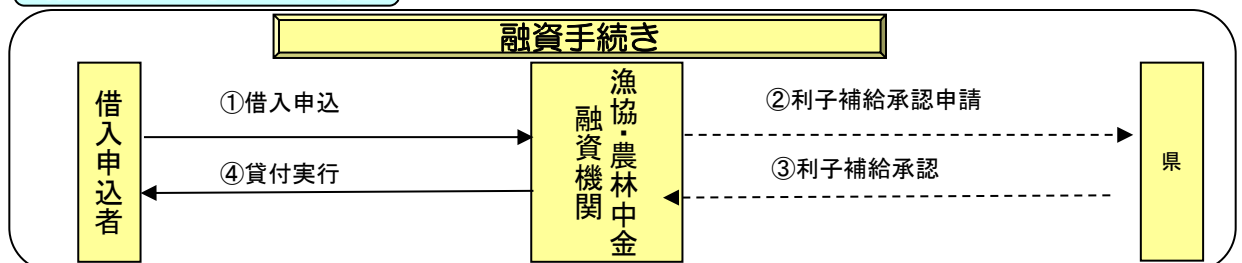 融資手続き
借入申込者
①借入申込
④貸付実行
漁協・農林中金
融資機関
②利子補給承認申請
③利子補給承認
県